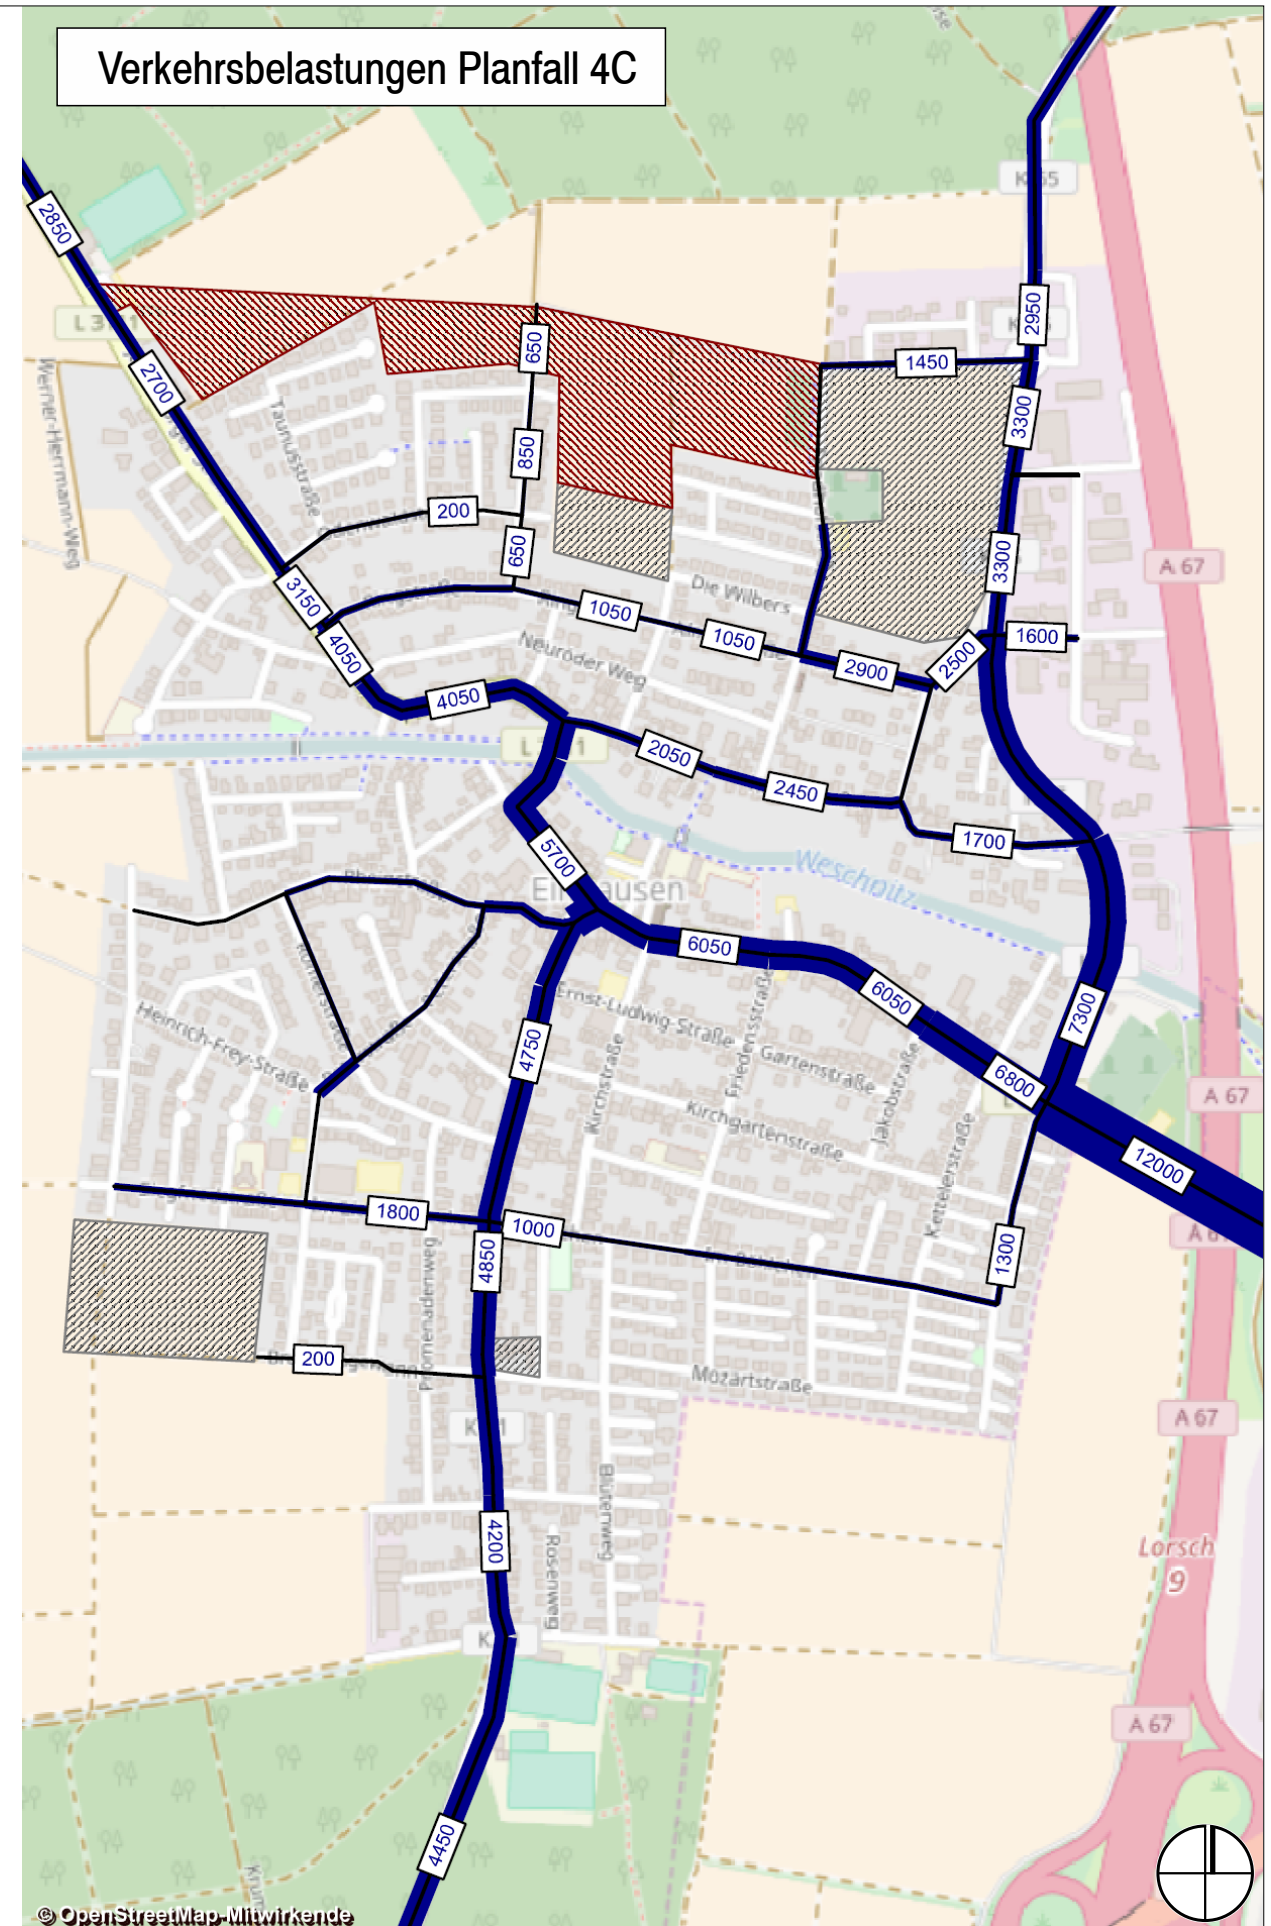 Verkehrsbelastungen Planfall 4C
2850
2950
650
1450
2700
3300
850
Taunusstraße
Werner-Herrmann-Weg
200
650
3300
A 67
3150
1050
Die Wilbers
1050
1600
4050
2900
2500
Neuroder Weg
4050
2050
2450
1700
5700
Weschnitz
6050
6050
7300
4750
Ernst-Ludwig-Straße
Friedensstraße
Gartenstraße
Heinrich-Frey-Straße
Kirchstraße
Jakobstraße
6800
A 67
Kirchgartenstraße
Kettelerstraße
12000
1800
1000
1300
4850
Promenadenweg
200
Mozartstraße
A 67
Blütenweg
4200
Rosenweg
Lorsch
9
A 67
4450
© OpenStreetMap-Mitwirkende